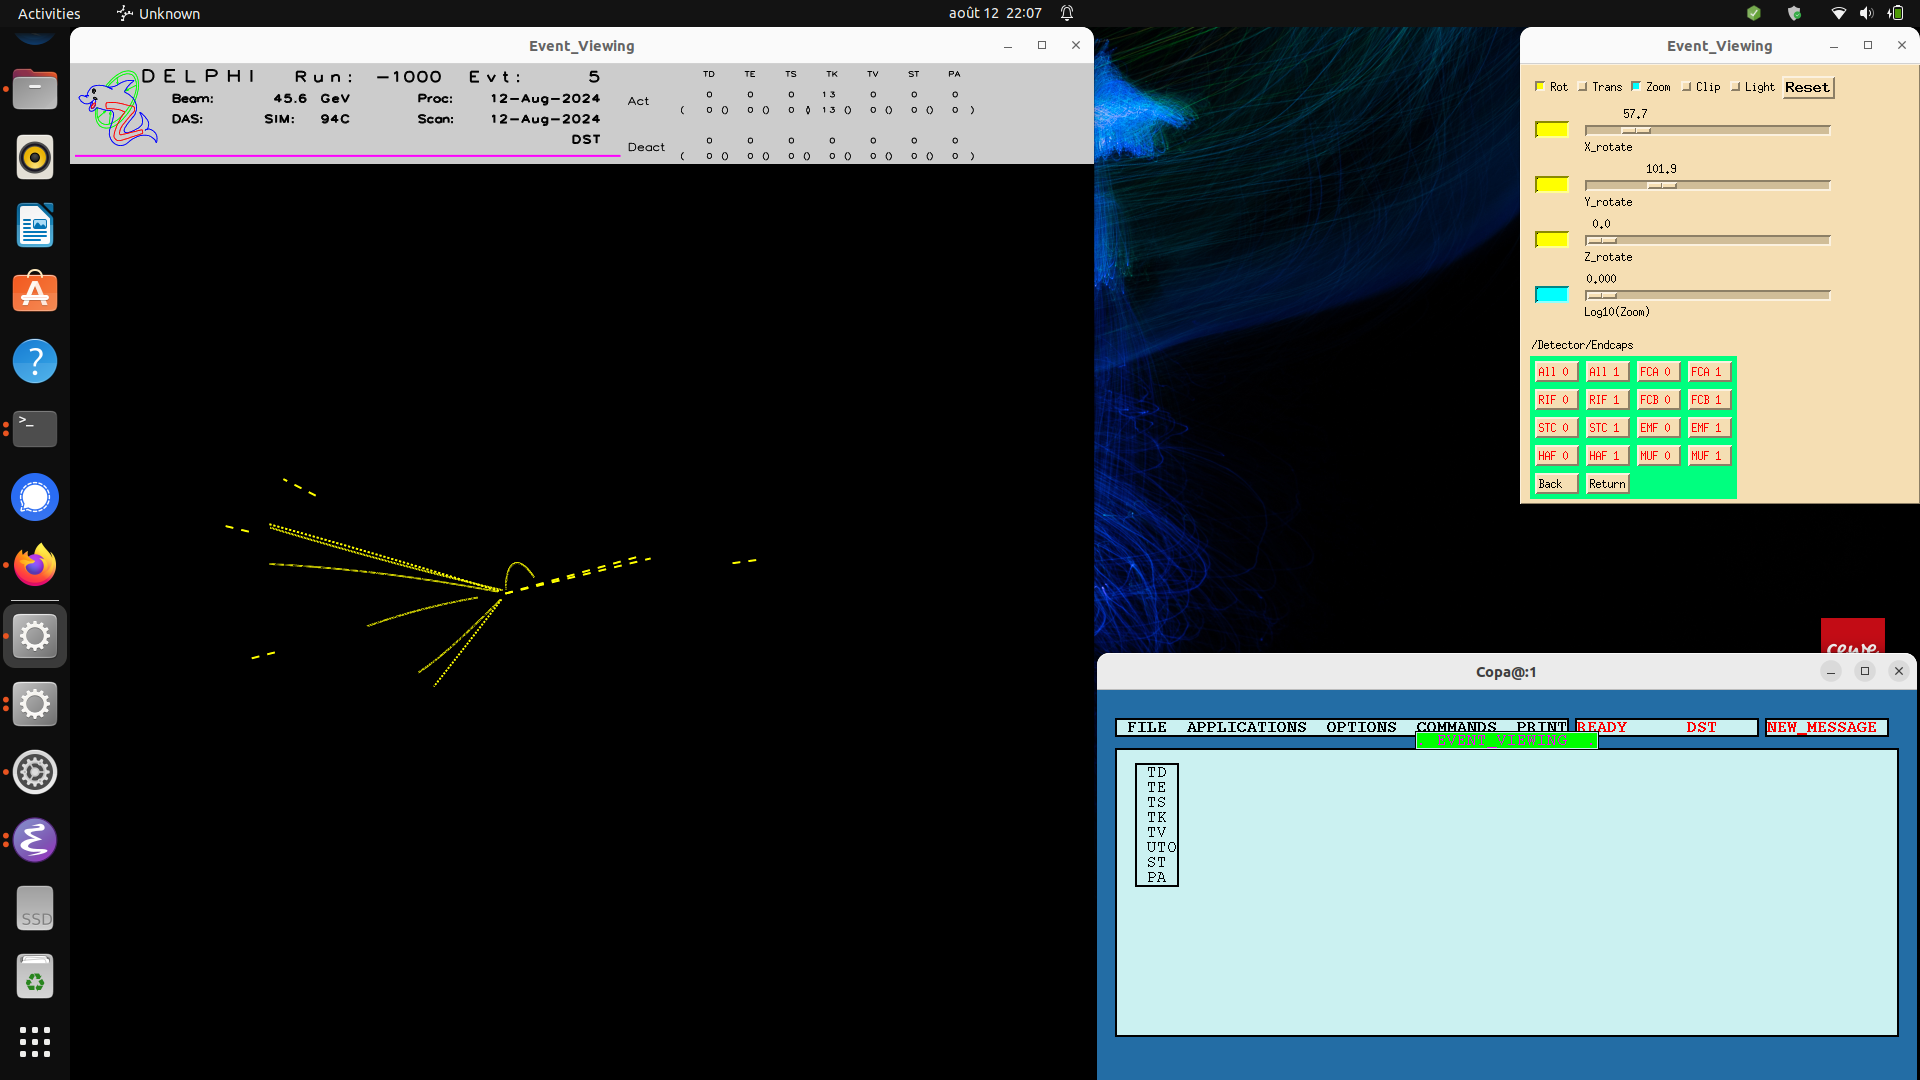 Activities Unknown août 12 22:07
Event_Viewing
DELPHI Run: -1000 Evt: 5
Beam: 45.6 GeV Proc: 12-Aug-2024
DAS: SIM: 94C Scan: 12-Aug-2024
DST
TD TE TS TK TV ST PA
Act 0 0 0 13 0 0 0
( 0 0 () 0 0 () 0 0 () 13 () 0 0 () 0 0 () 0 )
Deact 0 0 0 0 0 0 0
( 0 0 () 0 0 () 0 0 () 0 () 0 0 () 0 0 () 0 )
Event_Viewing
Rot Trans Zoom Clip Light Reset
57.7
X_rotate
101.9
Y_rotate
0.0
Z_rotate
0.000
Log10(Zoom)
/Detector/Endcaps
All 0 All 1 FCA 0 FCA 1
RIF 0 RIF 1 FCB 0 FCB 1
STC 0 STC 1 EMF 0 EMF 1
HAF 0 HAF 1 MUF 0 MUF 1
Back Return
Copa@:1
FILE APPLICATIONS OPTIONS COMMANDS PRINT READY DST NEW_MESSAGE
. EVENT_VIEWING .
TD
TE
TS
TK
TV
UTO
ST
PA
SSD